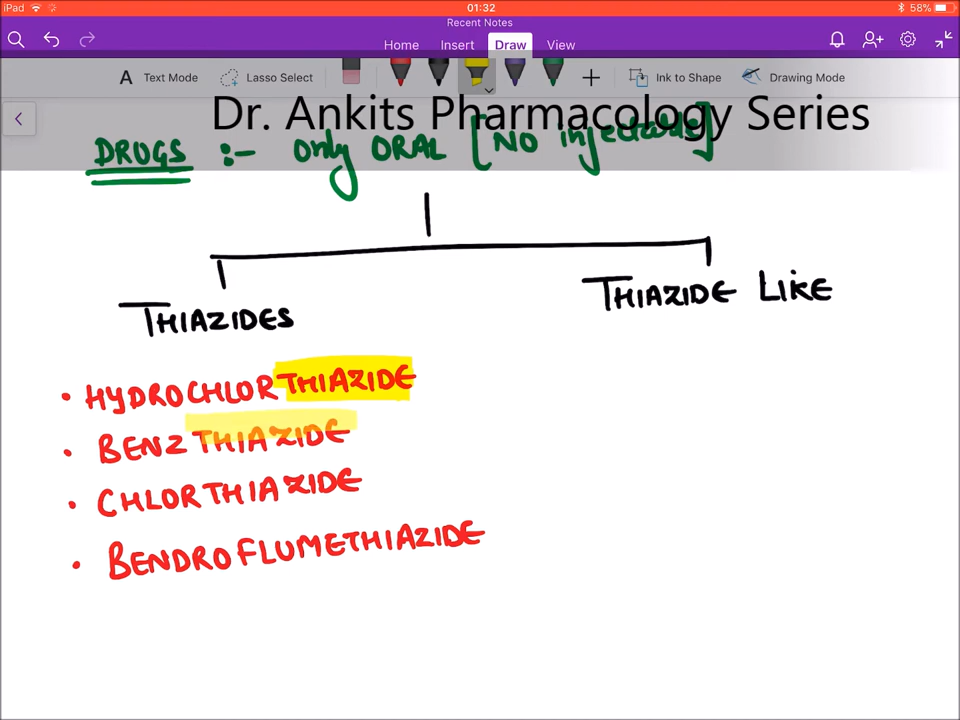 iPad 01:32 58%
Recent Notes
Home Insert Draw View
Text Mode Lasso Select Ink to Shape Drawing Mode
Dr. Ankits Pharmacology Series
DRUGS :- only ORAL [NO injectable]
THIAZIDES
THIAZIDE LIKE
• HYDROCHLORTHIAZIDE
• BENZTHIAZIDE
• CHLORTHIAZIDE
• BENDROFLUMETHIAZIDE